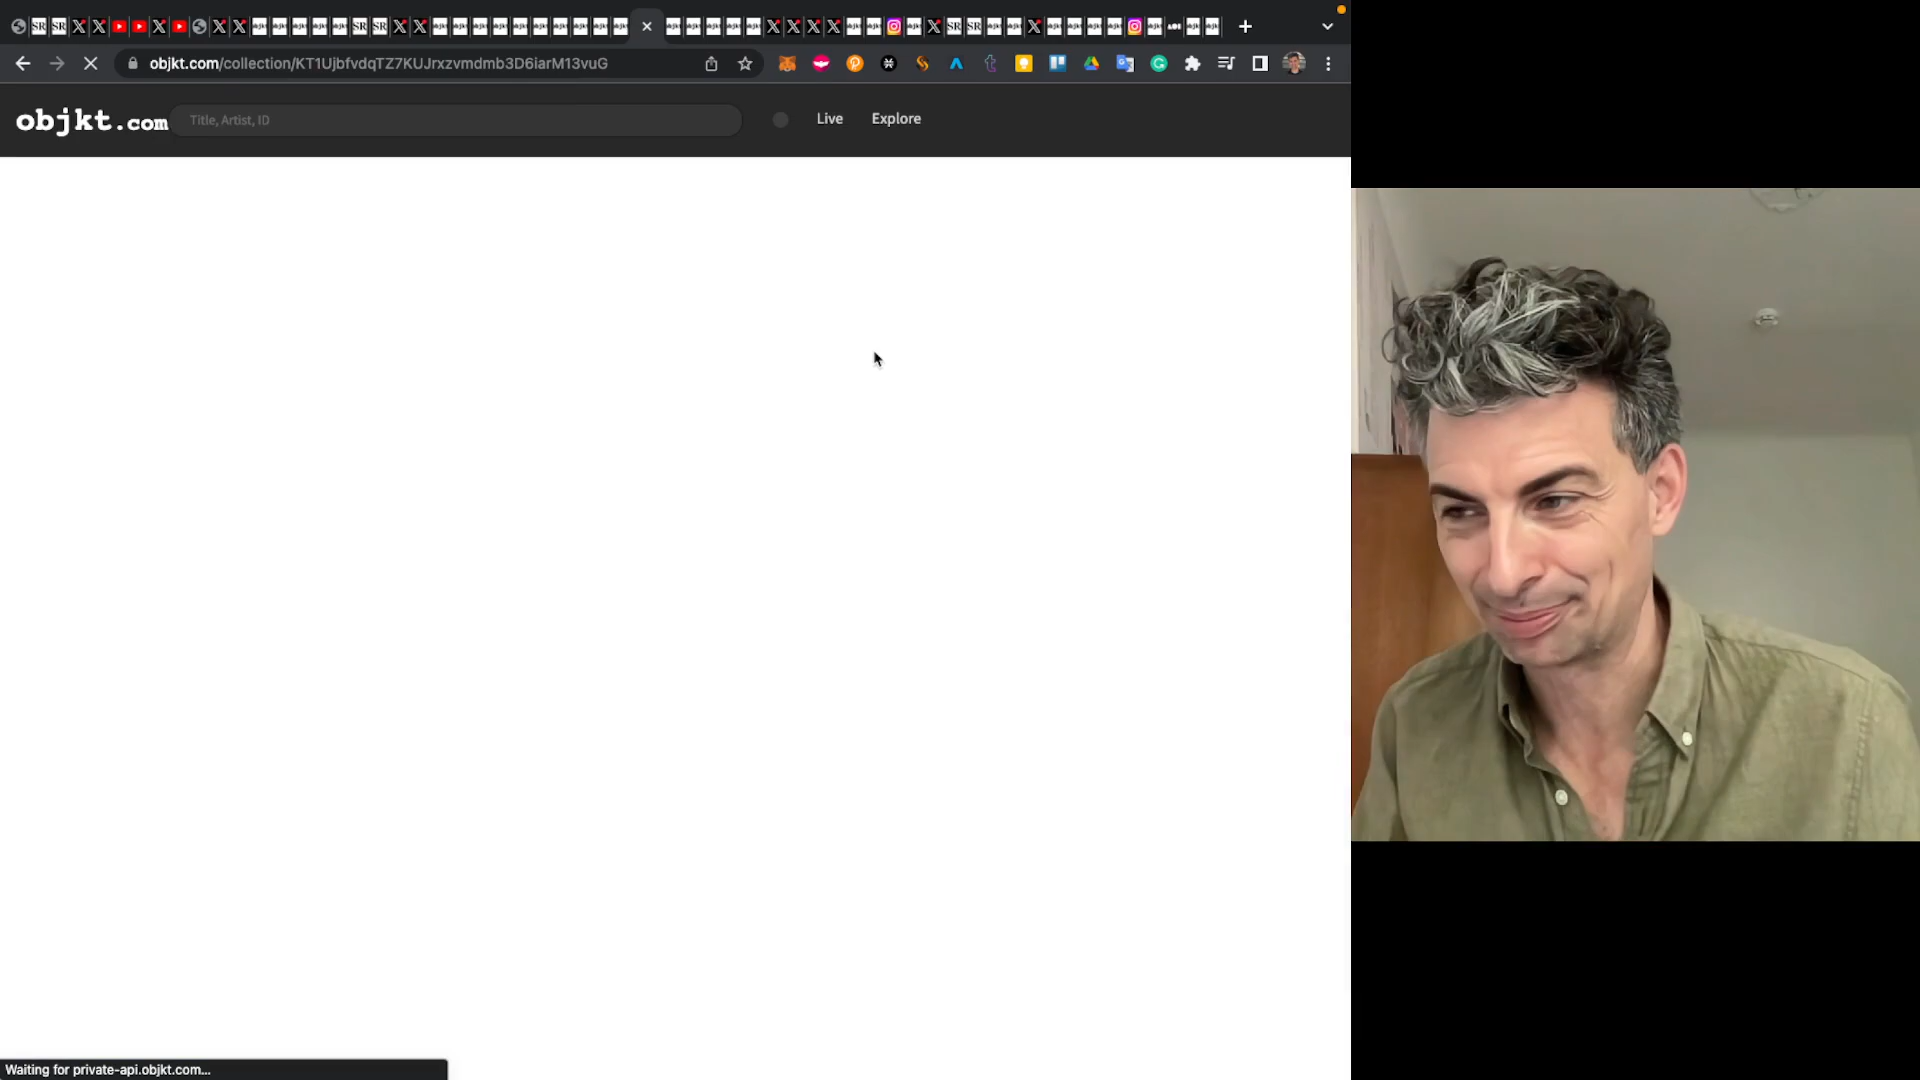 objkt.com/collection/KT1UjbfvdqTZ7KUJrxzvmdmb3D6iarM13vuG
objkt.com
Title, Artist, ID
Live
Explore
Waiting for private-api.objkt.com...